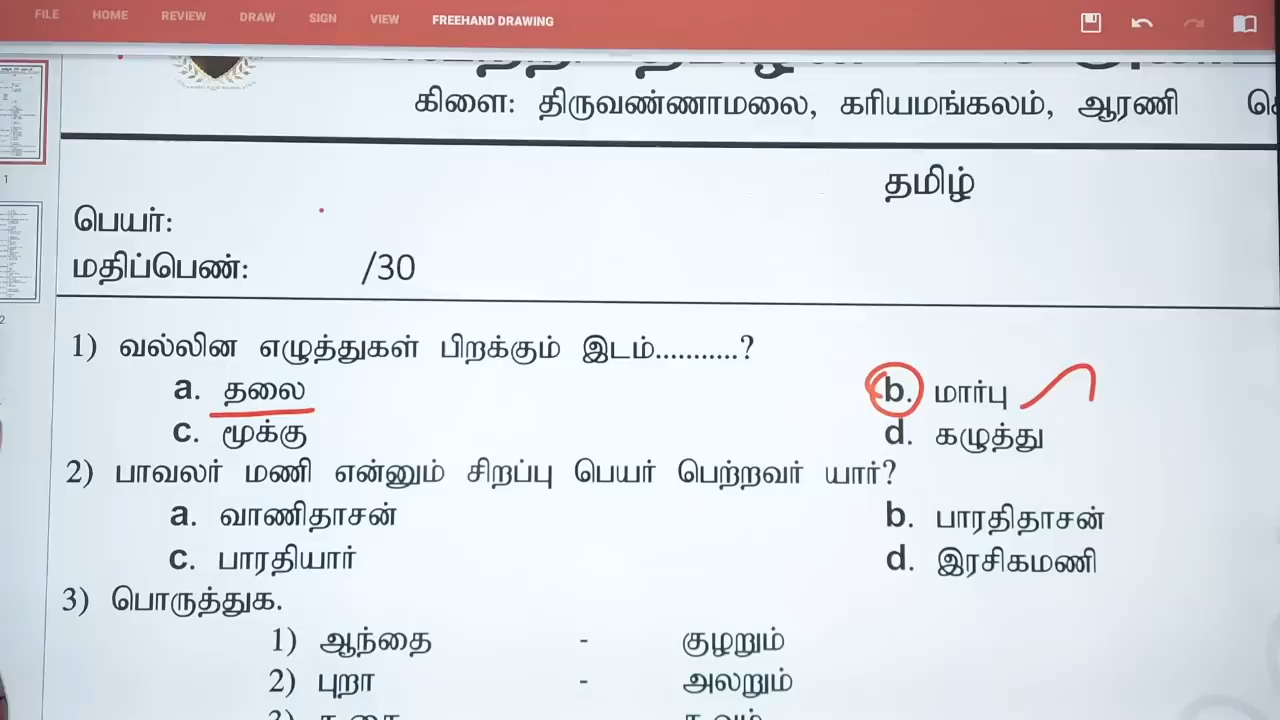 FILE HOME REVIEW DRAW SIGN VIEW FREEHAND DRAWING
கிளை: திருவண்ணாமலை, கரியமங்கலம், ஆரணி
தமிழ்
பெயர்:
மதிப்பெண்: /30
1) வல்லின எழுத்துகள் பிறக்கும் இடம்...........?
a. தலை b. மார்பு
c. மூக்கு d. கழுத்து
2) பாவலர் மணி என்னும் சிறப்பு பெயர் பெற்றவர் யார்?
a. வாணிதாசன் b. பாரதிதாசன்
c. பாரதியார் d. இரசிகமணி
3) பொருத்துக.
1) ஆந்தை - குழறும்
2) புறா - அலறும்
1
2